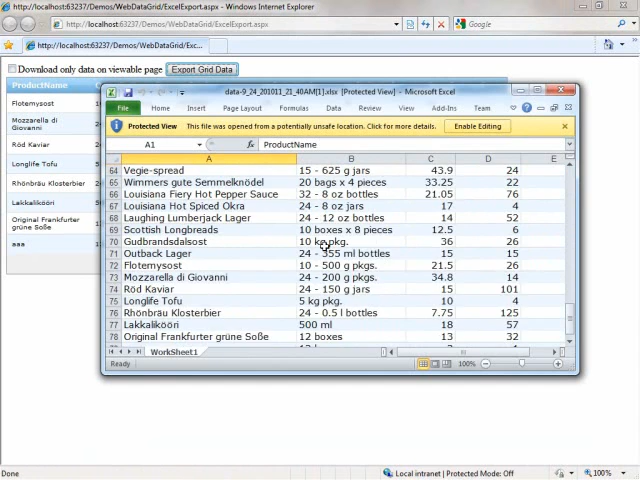 http://localhost:63237/Demos/WebDataGrid/ExcelExport.aspx - Windows Internet Explorer
http://localhost:63237/Demos/WebDataGrid/ExcelExport.aspx
Google
http://localhost:63237/Demos/WebDataGrid/Exc...
Download only data on viewable page Export Grid Data
ProductName
Flotemysost
Mozzarella di
Giovanni
Röd Kaviar
Longlife Tofu
Rhönbräu Klosterbier
Lakkalikööri
Original Frankfurter
grüne Soße
aaa
data-9_24_201011_21_40AM[1].xlsx [Protected View] - Microsoft Excel
File Home Insert Page Layout Formulas Data Review View Add-Ins Team
Protected View This file was opened from a potentially unsafe location. Click for more details. Enable Editing
A1 fx ProductName
A B C D E
64 Vegie-spread 15 - 625 g jars 43.9 24
65 Wimmers gute Semmelknödel 20 bags x 4 pieces 33.25 22
66 Louisiana Fiery Hot Pepper Sauce 32 - 8 oz bottles 21.05 76
67 Louisiana Hot Spiced Okra 24 - 8 oz jars 17 4
68 Laughing Lumberjack Lager 24 - 12 oz bottles 14 52
69 Scottish Longbreads 10 boxes x 8 pieces 12.5 6
70 Gudbrandsdalsost 10 kg pkg. 36 26
71 Outback Lager 24 - 355 ml bottles 15 15
72 Flotemysost 10 - 500 g pkgs. 21.5 26
73 Mozzarella di Giovanni 24 - 200 g pkgs. 34.8 14
74 Röd Kaviar 24 - 150 g jars 15 101
75 Longlife Tofu 5 kg pkg. 10 4
76 Rhönbräu Klosterbier 24 - 0.5 l bottles 7.75 125
77 Lakkalikööri 500 ml 18 57
78 Original Frankfurter grüne Soße 12 boxes 13 32
WorkSheet1
Ready 100%
Done Local intranet | Protected Mode: Off 100%